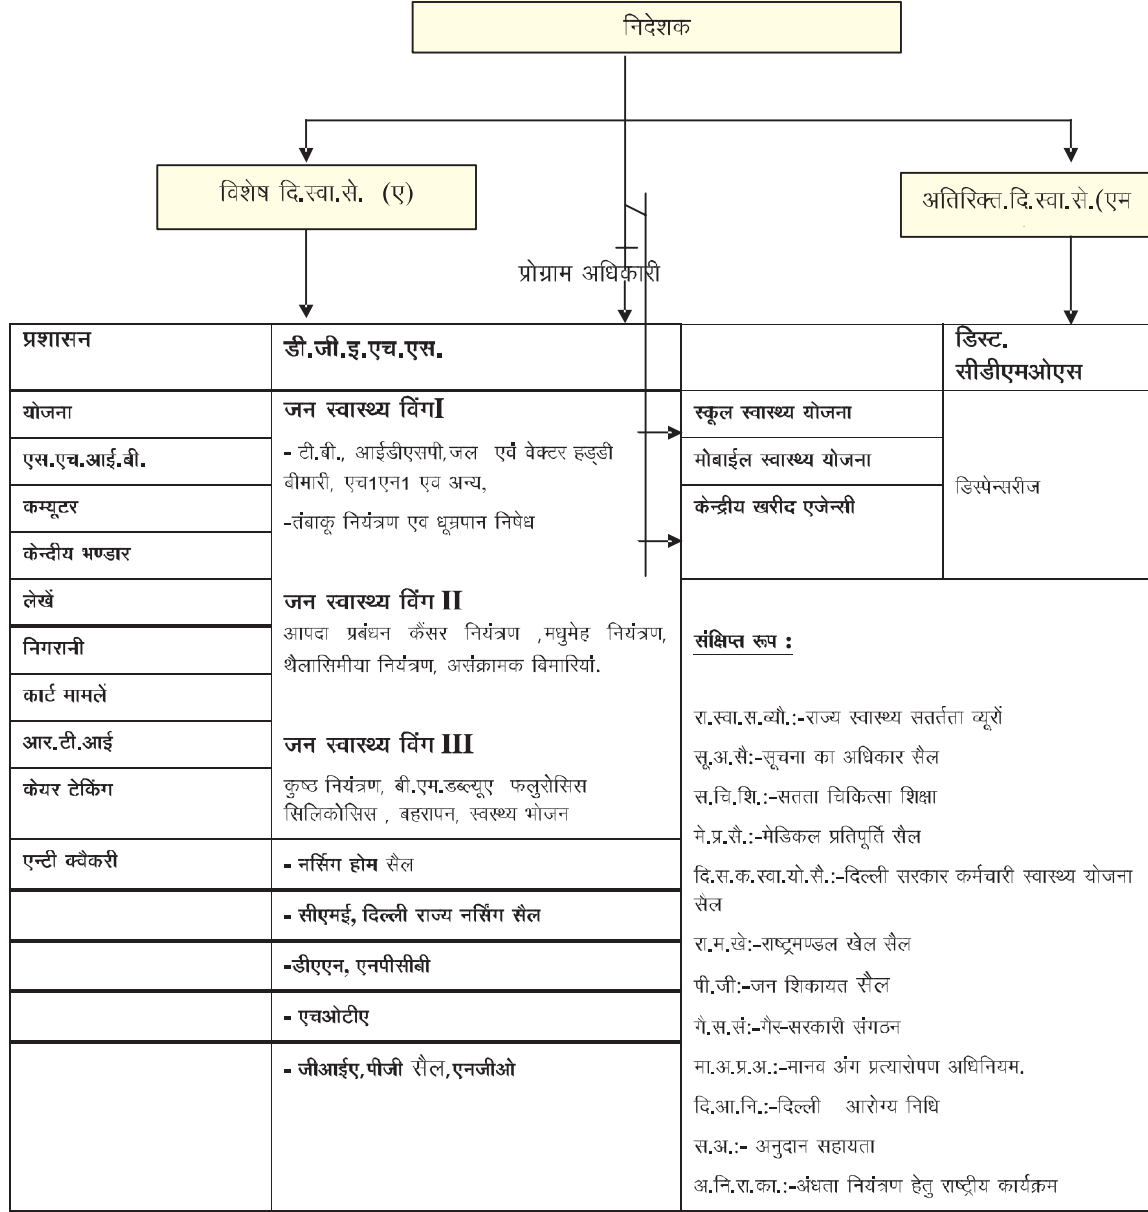 निदेशक
विशेष दि.स्वा.से. (ए)
अतिरिक्त.दि.स्वा.से.(एम
प्रोग्राम अधिकारी
प्रशासन
डी.जी.इ.एच.एस.
डिस्ट.
सीडीएमओएस
योजना
एस.एच.आई.बी.
कम्यूटर
केन्दीय भण्डार
लेखें
निगरानी
कार्ट मामलें
आर.टी.आई
केयर टेकिंग
एन्टी क्वैकरी
जन स्वास्थ्य विंगI
- टी.बी., आईडीएसपी,जल एवं वेक्टर हड्डी
बीमारी, एच1एन1 एव अन्य,
-तंबाकू नियंत्रण एव धूम्रपान निषेध
जन स्वास्थ्य विंग II
आपदा प्रबंधन कैंसर नियंत्रण ,मधुमेह नियंत्रण,
थैलासिमीया नियंत्रण, असंक्रामक बिमारियां.
जन स्वास्थ्य विंग III
कुष्ठ नियंत्रण, बी.एम.डब्ल्यूए फलुरोसिस
सिलिकोसिस , बहरापन, स्वस्थ्य भोजन
- नर्सिग होम सैल
- सीएमई, दिल्ली राज्य नर्सिंग सैल
-डीएएन, एनपीसीबी
- एचओटीए
- जीआईए,पीजी सैल,एनजीओ
स्कूल स्वास्थ्य योजना
मोबाईल स्वास्थ्य योजना
केन्द्रीय खरीद एजेन्सी
डिस्पेन्सरीज
संक्षिप्त रूप :
रा.स्वा.स.ब्यौ.:-राज्य स्वास्थ्य सतर्तता व्यूरों
सू.अ.सै:-सूचना का अधिकार सैल
स.चि.शि.:-सतता चिकित्सा शिक्षा
मे.प्र.सै.:-मेडिकल प्रतिपूर्ति सैल
दि.स.क.स्वा.यो.सै.:-दिल्ली सरकार कर्मचारी स्वास्थ्य योजना
सैल
रा.म.खे:-राष्ट्रमण्डल खेल सैल
पी.जी:-जन शिकायत सैल
गै.स.सं:-गैर-सरकारी संगठन
मा.अ.प्र.अ.:-मानव अंग प्रत्यारोपण अधिनियम.
दि.आ.नि.:-दिल्ली आरोग्य निधि
स.अ.:- अनुदान सहायता
अ.नि.रा.का.:-अंधता नियंत्रण हेतु राष्ट्रीय कार्यक्रम